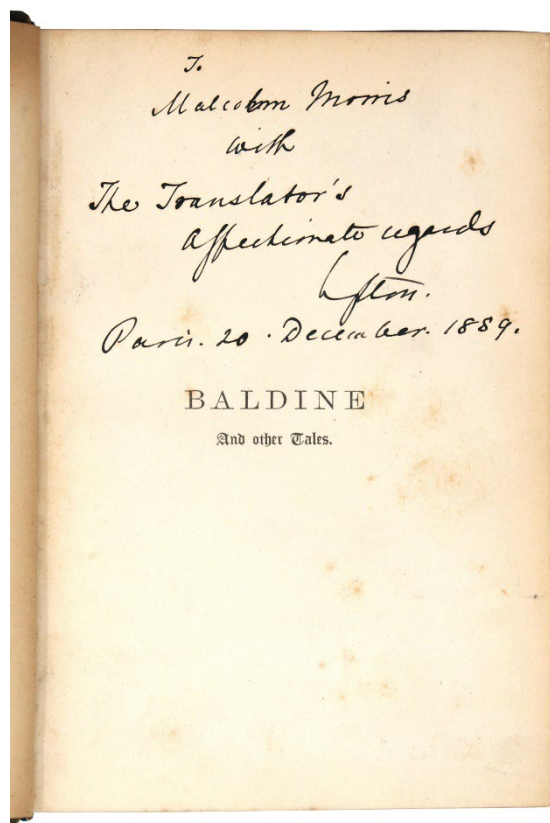 To
Malcolm Morris
with
The Translator's
Affectionate regards
Lytton.
Paris. 20. December. 1889.
BALDINE
And other Tales.